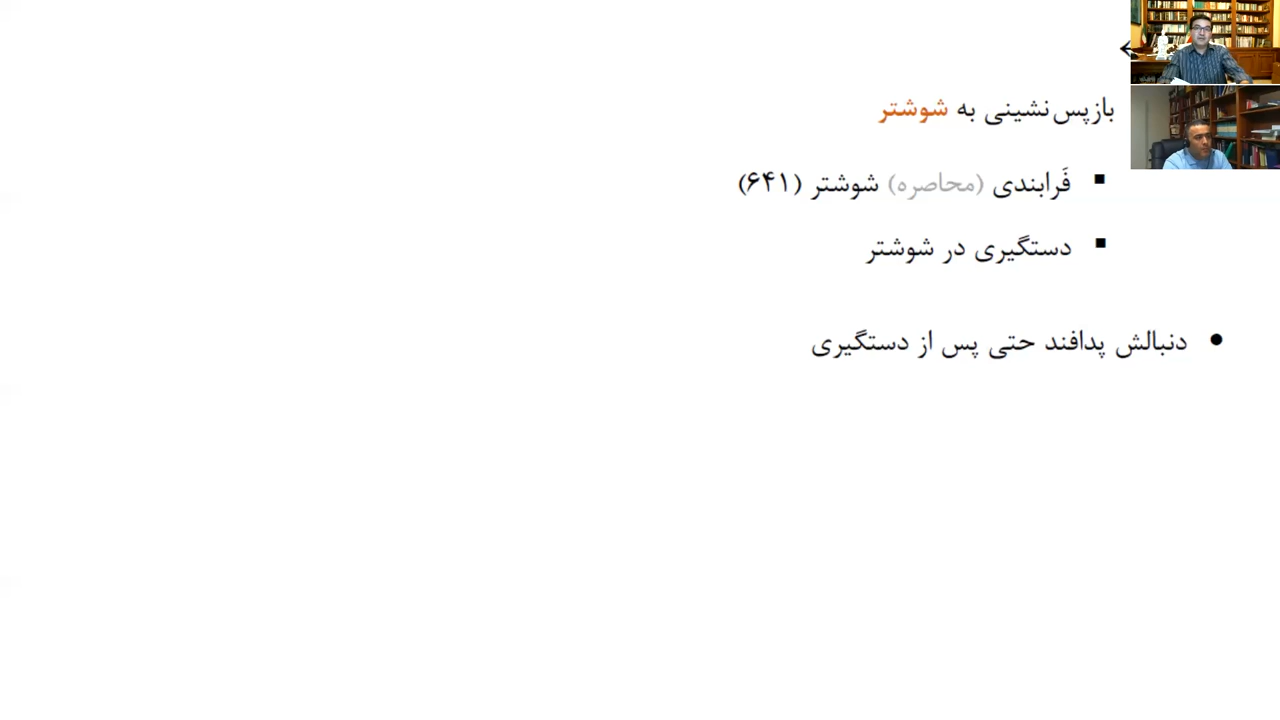 ← بازپس‌نشینی به شوشتر
▪ فَرابندی (محاصره) شوشتر (۶۴۱)
▪ دستگیری در شوشتر
• دنبالش پدافند حتی پس از دستگیری